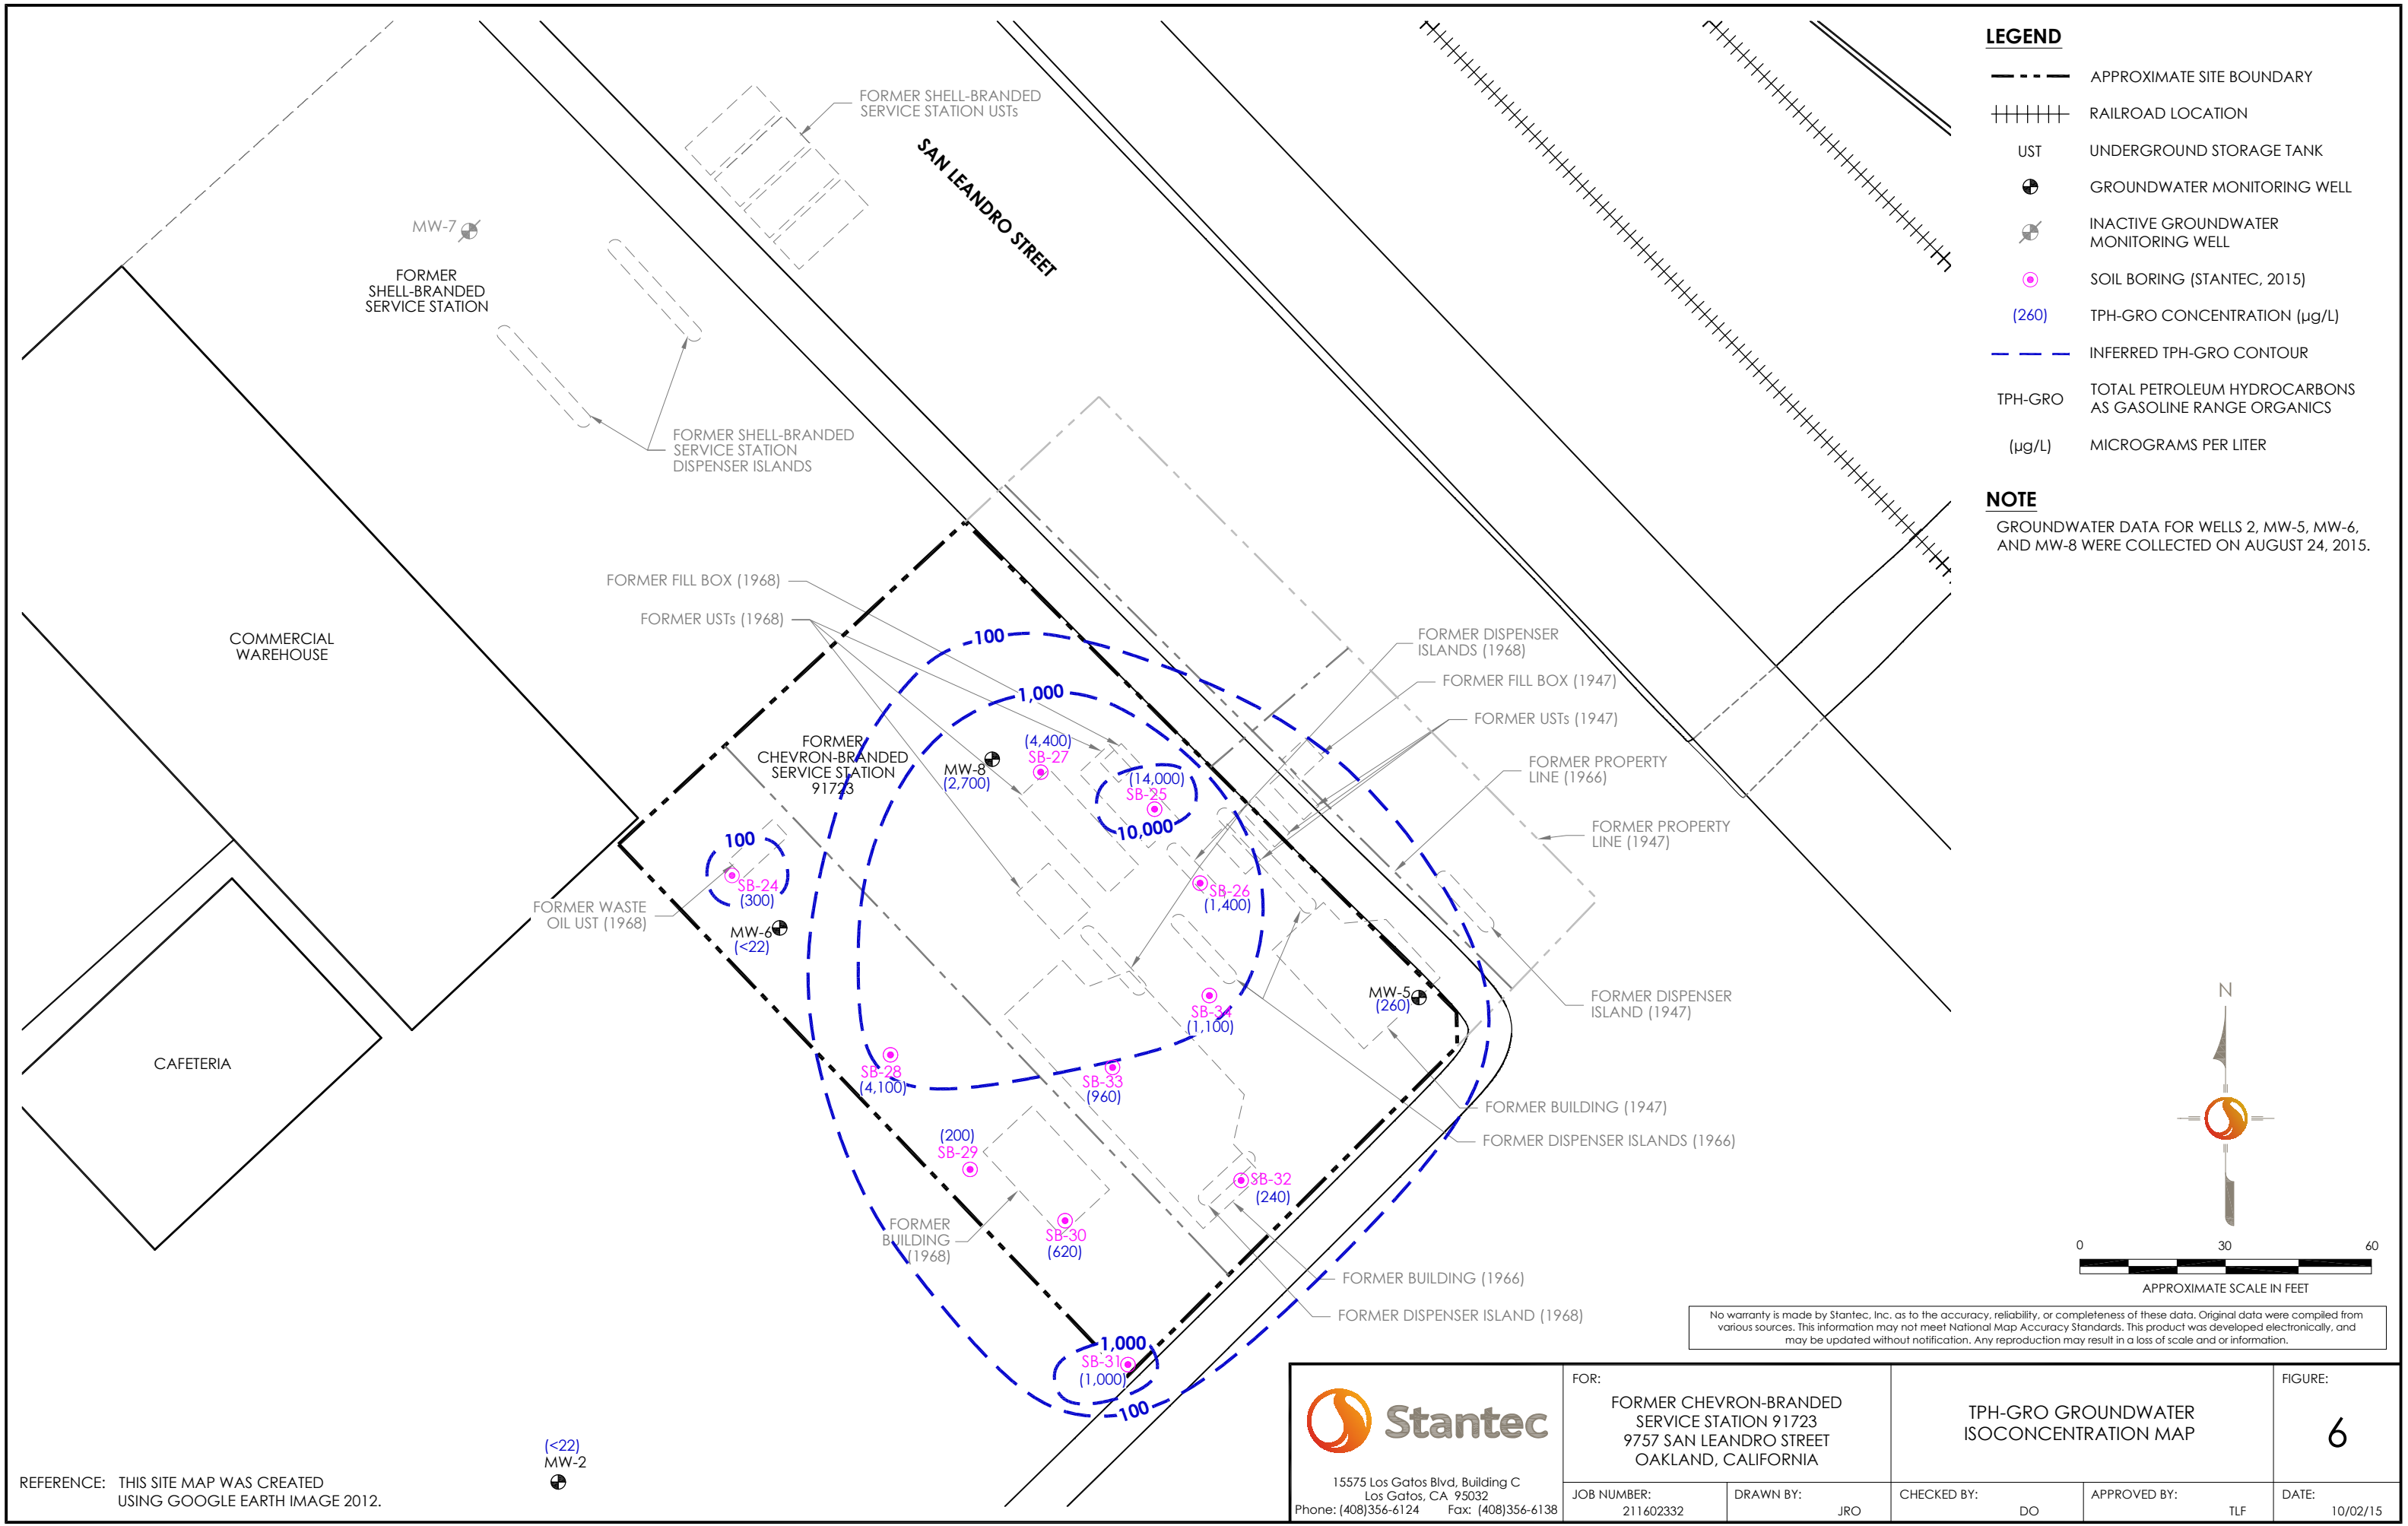 FORMER SHELL-BRANDED
SERVICE STATION USTs
SAN LEANDRO STREET
MW-7
FORMER
SHELL-BRANDED
SERVICE STATION
FORMER SHELL-BRANDED
SERVICE STATION
DISPENSER ISLANDS
COMMERCIAL
WAREHOUSE
CAFETERIA
FORMER FILL BOX (1968)
FORMER USTs (1968)
100
1,000
FORMER
CHEVRON-BRANDED
SERVICE STATION
91723
MW-8
(2,700)
(4,400)
SB-27
(14,000)
SB-25
10,000
100
SB-24
(300)
FORMER WASTE
OIL UST (1968)
MW-6
(<22)
SB-26
(1,400)
MW-5
(260)
SB-34
(1,100)
SB-28
(4,100)
SB-33
(960)
(200)
SB-29
SB-32
(240)
SB-30
(620)
FORMER
BUILDING
(1968)
1,000
SB-31
(1,000)
100
(<22)
MW-2
FORMER DISPENSER
ISLANDS (1968)
FORMER FILL BOX (1947)
FORMER USTs (1947)
FORMER PROPERTY
LINE (1966)
FORMER PROPERTY
LINE (1947)
FORMER DISPENSER
ISLAND (1947)
FORMER BUILDING (1947)
FORMER DISPENSER ISLANDS (1966)
FORMER BUILDING (1966)
FORMER DISPENSER ISLAND (1968)
LEGEND
APPROXIMATE SITE BOUNDARY
RAILROAD LOCATION
UST UNDERGROUND STORAGE TANK
GROUNDWATER MONITORING WELL
INACTIVE GROUNDWATER
MONITORING WELL
SOIL BORING (STANTEC, 2015)
(260) TPH-GRO CONCENTRATION (µg/L)
INFERRED TPH-GRO CONTOUR
TPH-GRO TOTAL PETROLEUM HYDROCARBONS
AS GASOLINE RANGE ORGANICS
(µg/L) MICROGRAMS PER LITER
NOTE
GROUNDWATER DATA FOR WELLS 2, MW-5, MW-6,
AND MW-8 WERE COLLECTED ON AUGUST 24, 2015.
N
0 30 60
APPROXIMATE SCALE IN FEET
No warranty is made by Stantec, Inc. as to the accuracy, reliability, or completeness of these data. Original data were compiled from
various sources. This information may not meet National Map Accuracy Standards. This product was developed electronically, and
may be updated without notification. Any reproduction may result in a loss of scale and or information.
REFERENCE: THIS SITE MAP WAS CREATED
USING GOOGLE EARTH IMAGE 2012.
Stantec
15575 Los Gatos Blvd, Building C
Los Gatos, CA 95032
Phone: (408)356-6124 Fax: (408)356-6138
FOR:
FORMER CHEVRON-BRANDED
SERVICE STATION 91723
9757 SAN LEANDRO STREET
OAKLAND, CALIFORNIA
TPH-GRO GROUNDWATER
ISOCONCENTRATION MAP
FIGURE:
6
JOB NUMBER:
211602332
DRAWN BY:
JRO
CHECKED BY:
DO
APPROVED BY:
TLF
DATE:
10/02/15